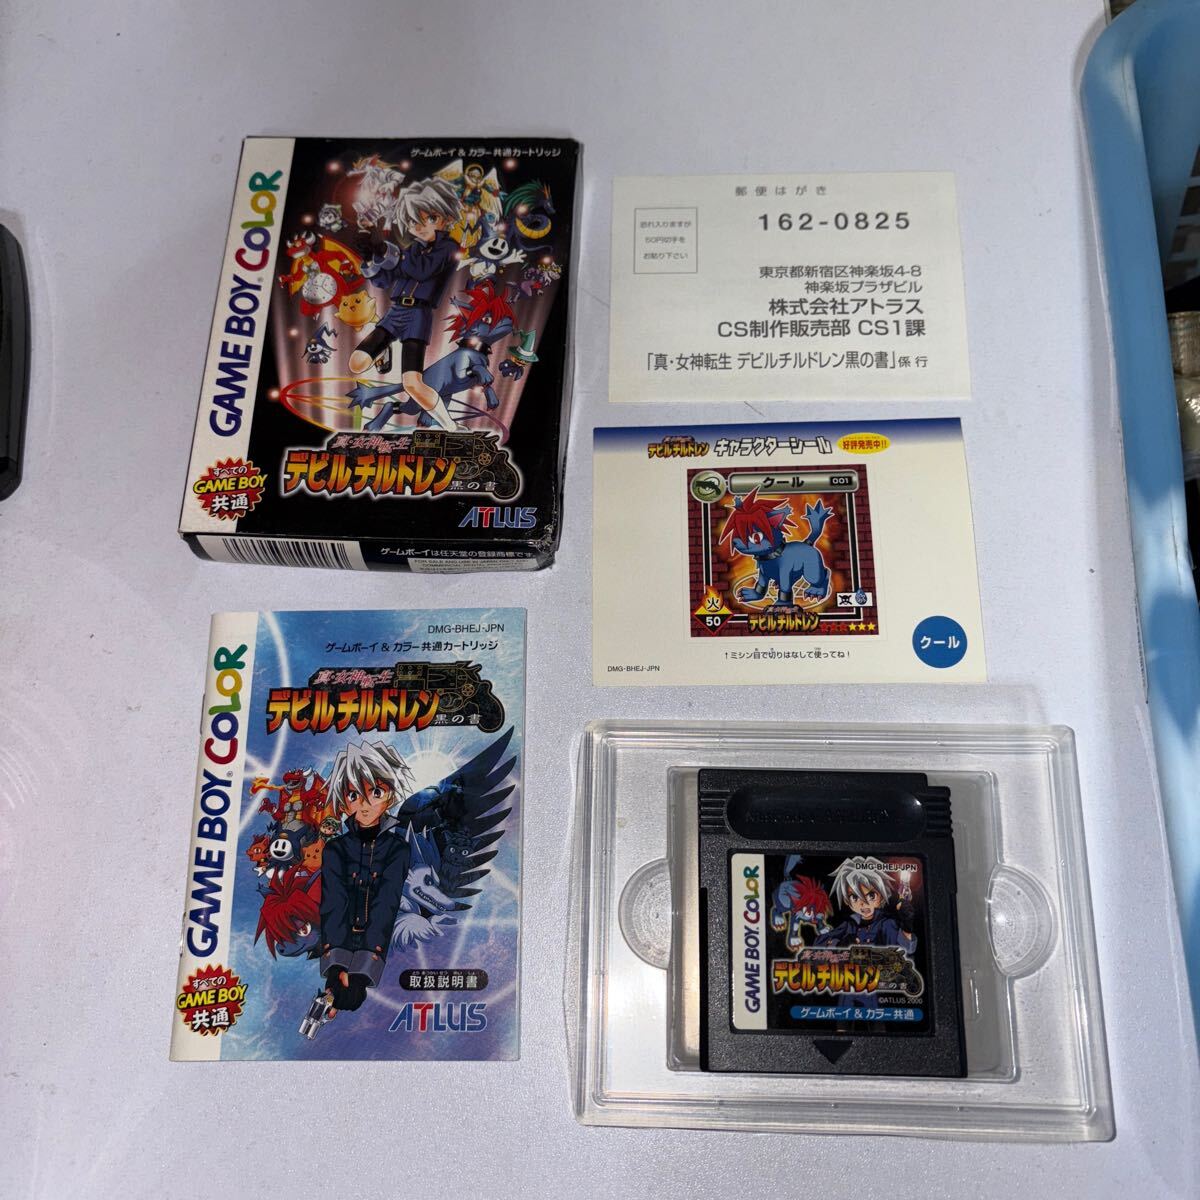 ゲームボーイ&カラー共通カートリッジ
GAME BOY COLOR
真・女神転生
デビルチルドレン
黒の書
すべての
GAME BOY
共通
ATLUS
ゲームボーイは任天堂の登録商標です
郵便はがき
恐れ入りますが
50円切手を
お貼り下さい
162-0825
東京都新宿区神楽坂4-8
神楽坂プラザビル
株式会社アトラス
CS制作販売部 CS1課
「真・女神転生 デビルチルドレン黒の書」係 行
デビルチルドレン キャラクターシール
好評発売中!!
クール 001
火
50
デビルチルドレン
↑ミシン目で切りはなして使ってね!
DMG-BHEJ-JPN
クール
DMG-BHEJ-JPN
ゲームボーイ&カラー共通カートリッジ
GAME BOY COLOR
真・女神転生
デビルチルドレン
黒の書
すべての
GAME BOY
共通
取扱説明書
ATLUS
DMG-BHEJ-JPN
GAME BOY COLOR
真・女神転生
デビルチルドレン
黒の書
©ATLUS 2000
ゲームボーイ&カラー共通